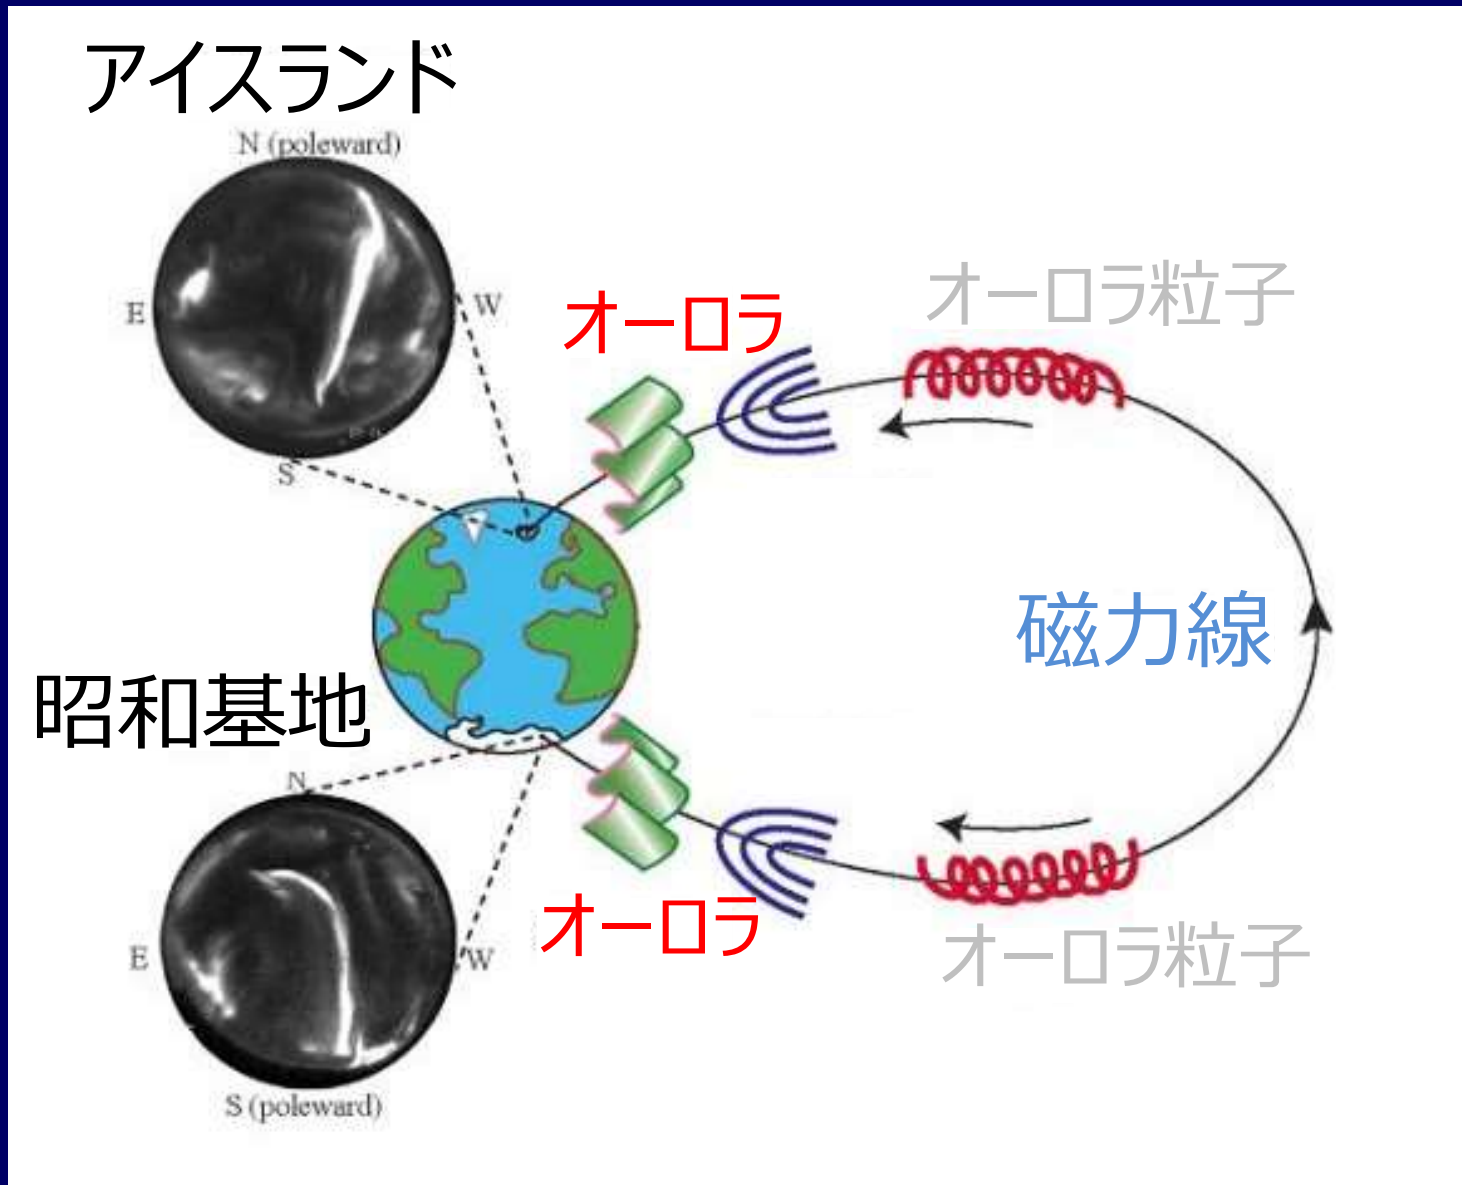 アイスランド
N (poleward)
E
W
S
オーロラ
オーロラ粒子
磁力線
昭和基地
N
E
W
S (poleward)
オーロラ
オーロラ粒子